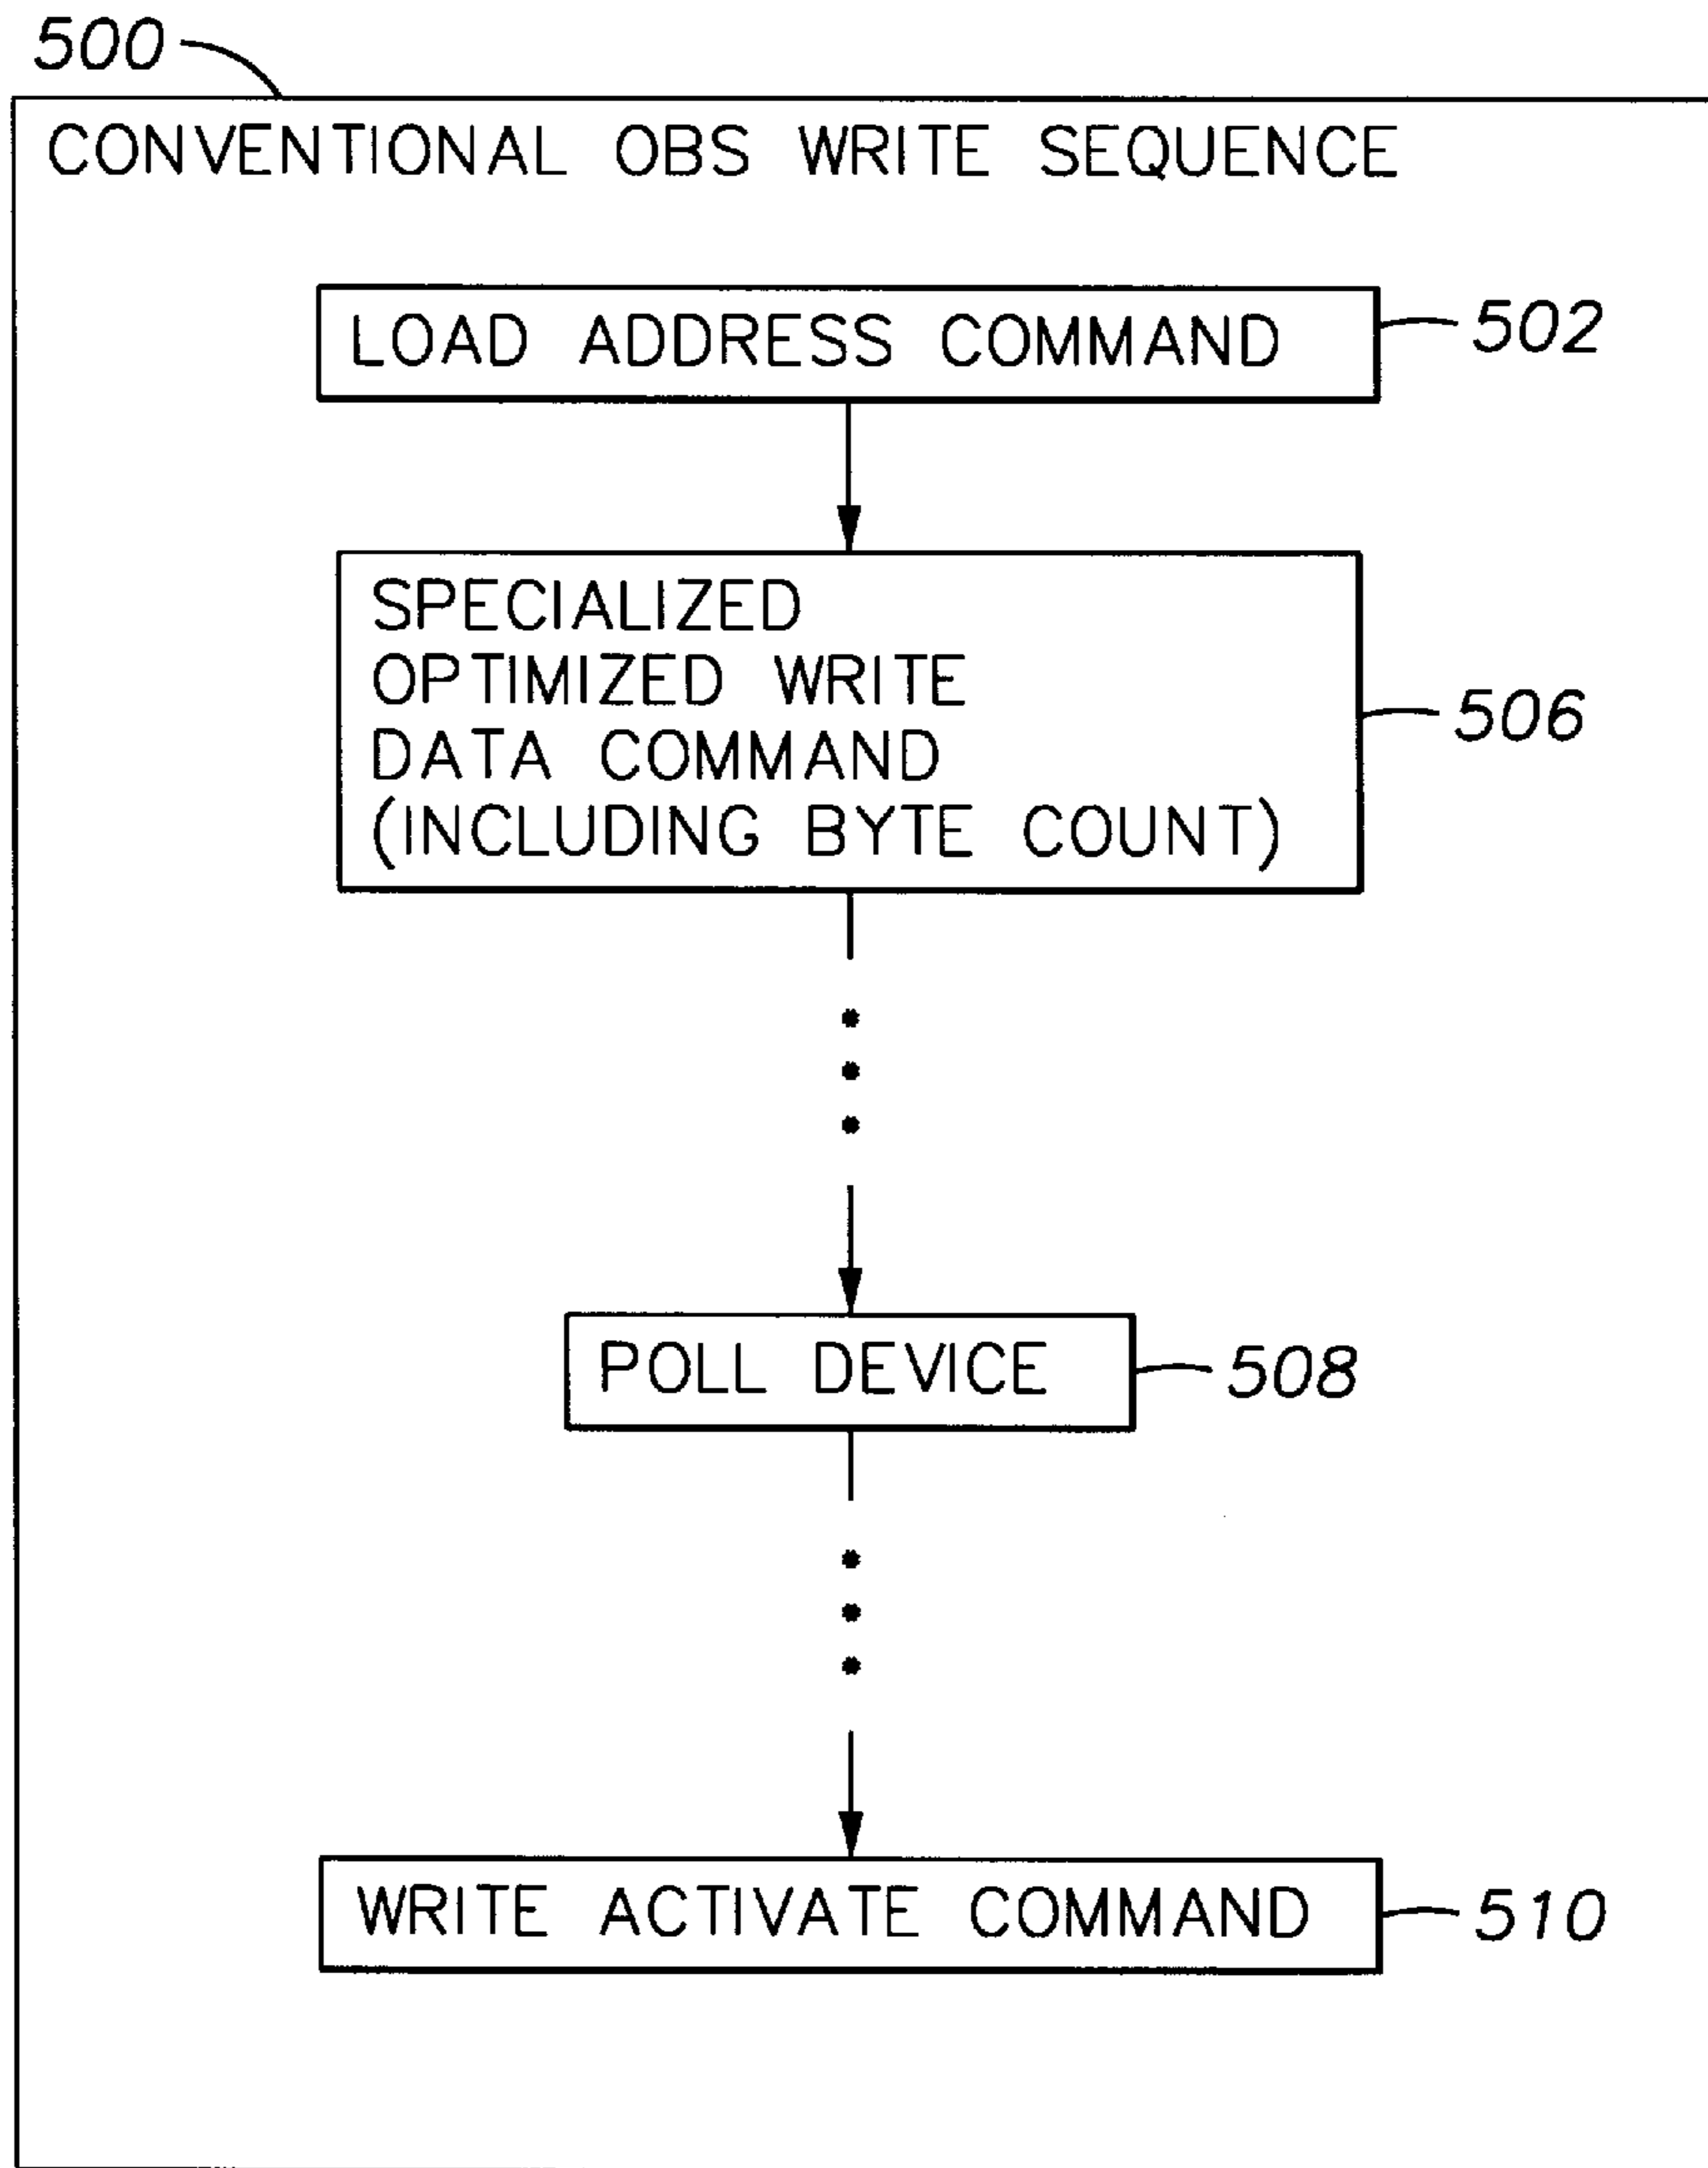 500
CONVENTIONAL OBS WRITE SEQUENCE
LOAD ADDRESS COMMAND
502
SPECIALIZED
OPTIMIZED WRITE
DATA COMMAND
(INCLUDING BYTE COUNT)
506
POLL DEVICE
508
WRITE ACTIVATE COMMAND
510